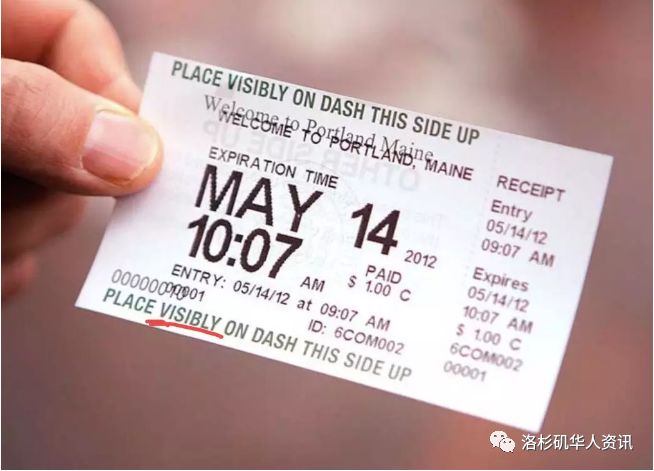 PLACE VISIBLY ON DASH THIS SIDE UP
Welcome to Portland Maine
WELCOME TO PORTLAND, MAINE
OTHER SIDE UP
EXPIRATION TIME
MAY 14 2012
10:07 AM
PAID
$ 1.00 C
ENTRY: 05/14/12 at 09:07 AM
00001
ID: 6COM002
PLACE VISIBLY ON DASH THIS SIDE UP
RECEIPT
Entry
05/14/12
09:07 AM
Expires
05/14/12
10:07 AM
$ 1.00 C
6COM002
00001
洛杉矶华人资讯